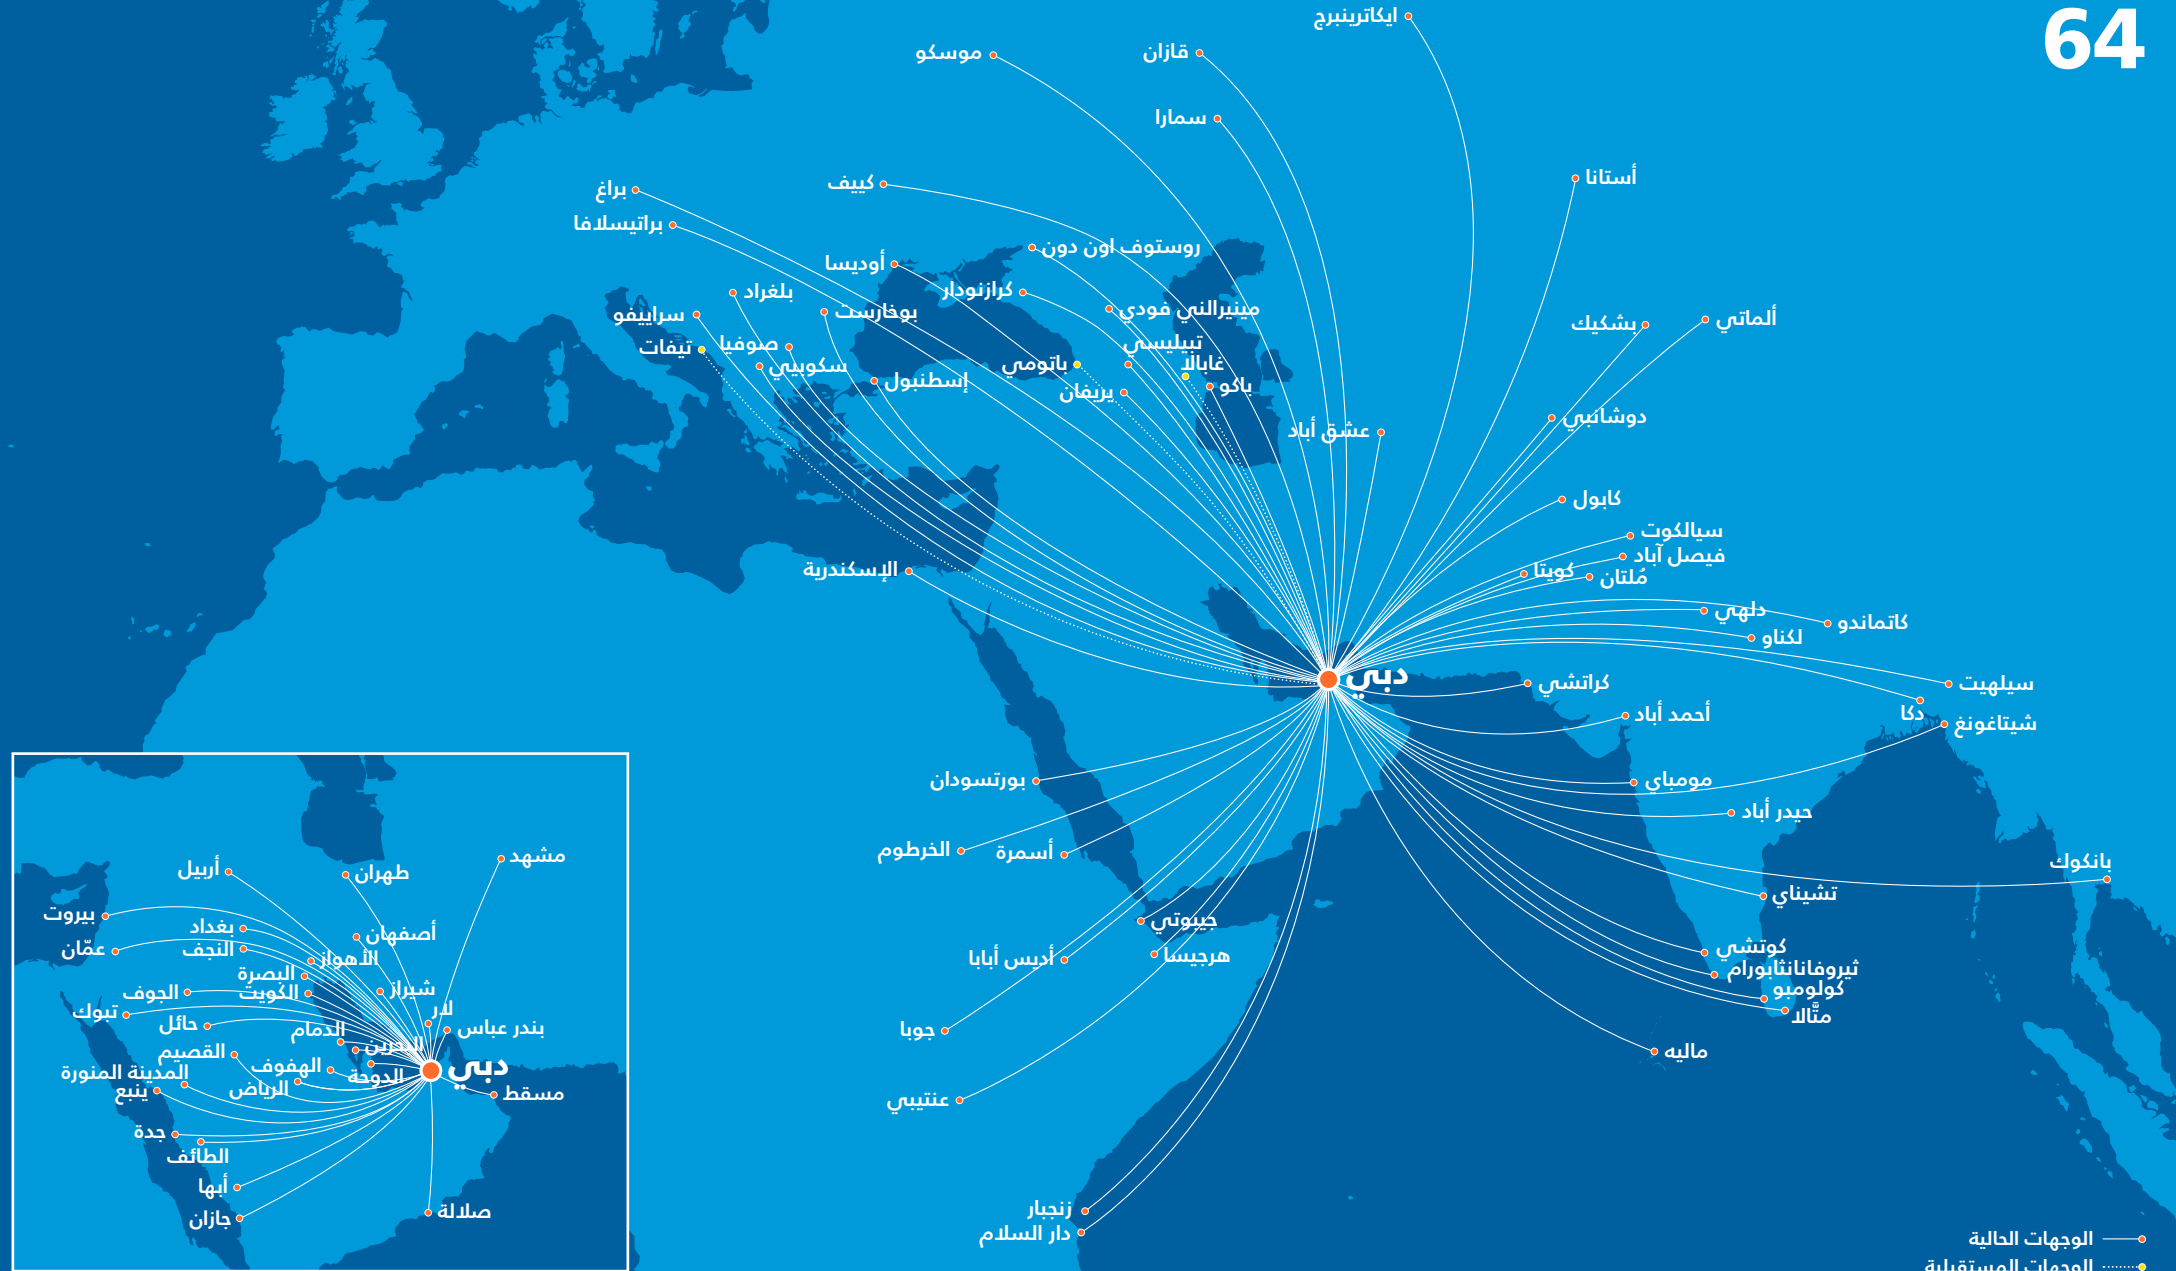 64
ايكاترينبرج
موسكو
قازان
سمارا
أستانا
كييف
براغ
براتيسلافا
روستوف اون دون
أوديسا
كرازنودار
بلغراد
بوخارست
مينيرالني فودي
سراييفو
ألماتي
بشكيك
تيفات
صوفيا
تبيليسي
سكوبيي
باتومي
غابالا
إسطنبول
يريفان
باكو
دوشانبي
عشق أباد
كابول
سيالكوت
فيصل آباد
الإسكندرية
كويتا
مُلتان
دلهي
كاتماندو
لكناو
دبي
كراتشي
سيلهيت
دكا
أحمد أباد
شيتاغونغ
بورتسودان
مومباي
حيدر أباد
الخرطوم
أسمرة
بانكوك
تشيناي
جيبوتي
كوتشي
أديس أبابا
هرجيسا
ثيروفانانثابورام
كولومبو
متَّالا
جوبا
ماليه
عنتيبي
زنجبار
دار السلام
مشهد
أربيل
طهران
بيروت
بغداد
أصفهان
عمّان
النجف
الأهواز
البصرة
الجوف
الكويت
شيراز
تبوك
لار
حائل
الدمام
بندر عباس
القصيم
البحرين
الهفوف
دبي
المدينة المنورة
الدوحة
ينبع
الرياض
مسقط
جدة
الطائف
أبها
جازان
صلالة
الوجهات الحالية
الوجهات المستقبلية